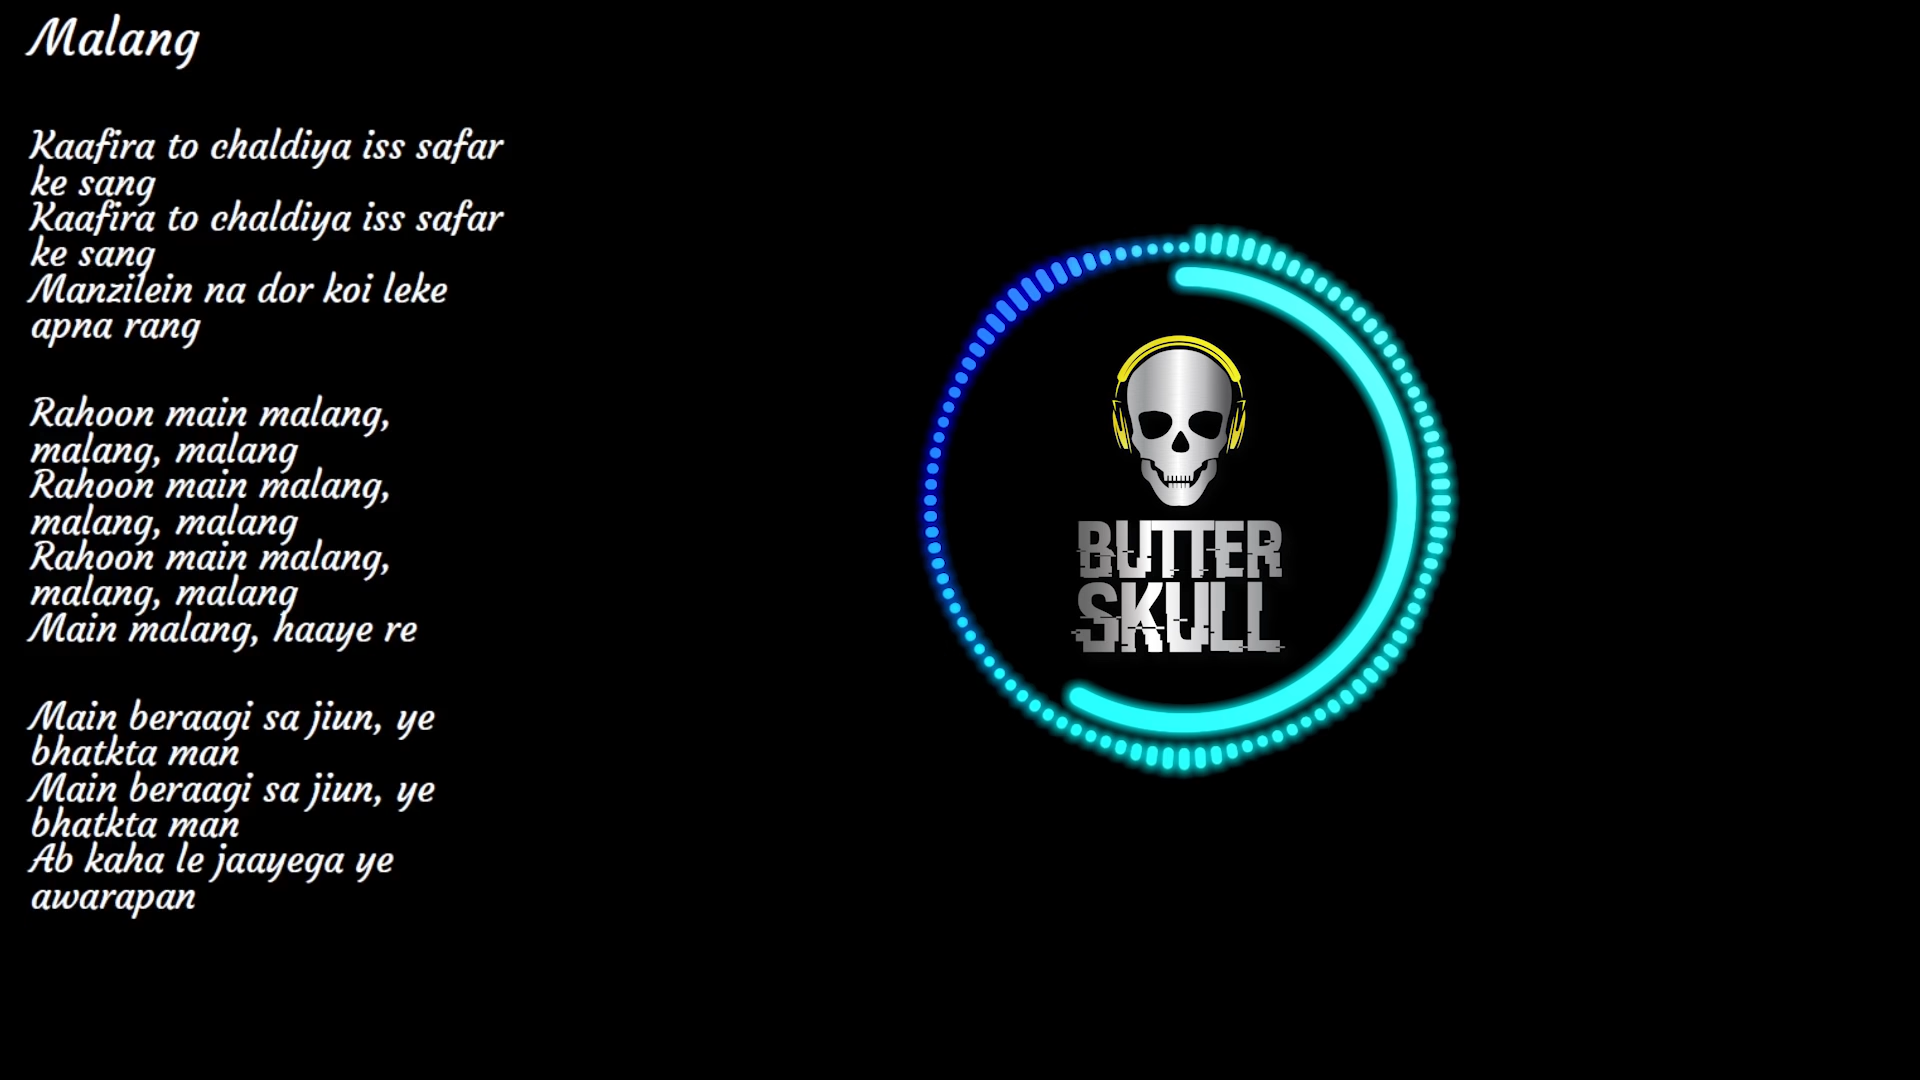 Malang
Kaafira to chaldiya iss safar
ke sang
Kaafira to chaldiya iss safar
ke sang
Manzilein na dor koi leke
apna rang
Rahoon main malang,
malang, malang
Rahoon main malang,
malang, malang
Rahoon main malang,
malang, malang
Main malang, haaye re
Main beraagi sa jiun, ye
bhatkta man
Main beraagi sa jiun, ye
bhatkta man
Ab kaha le jaayega ye
awarapan
BUTTER
SKULL